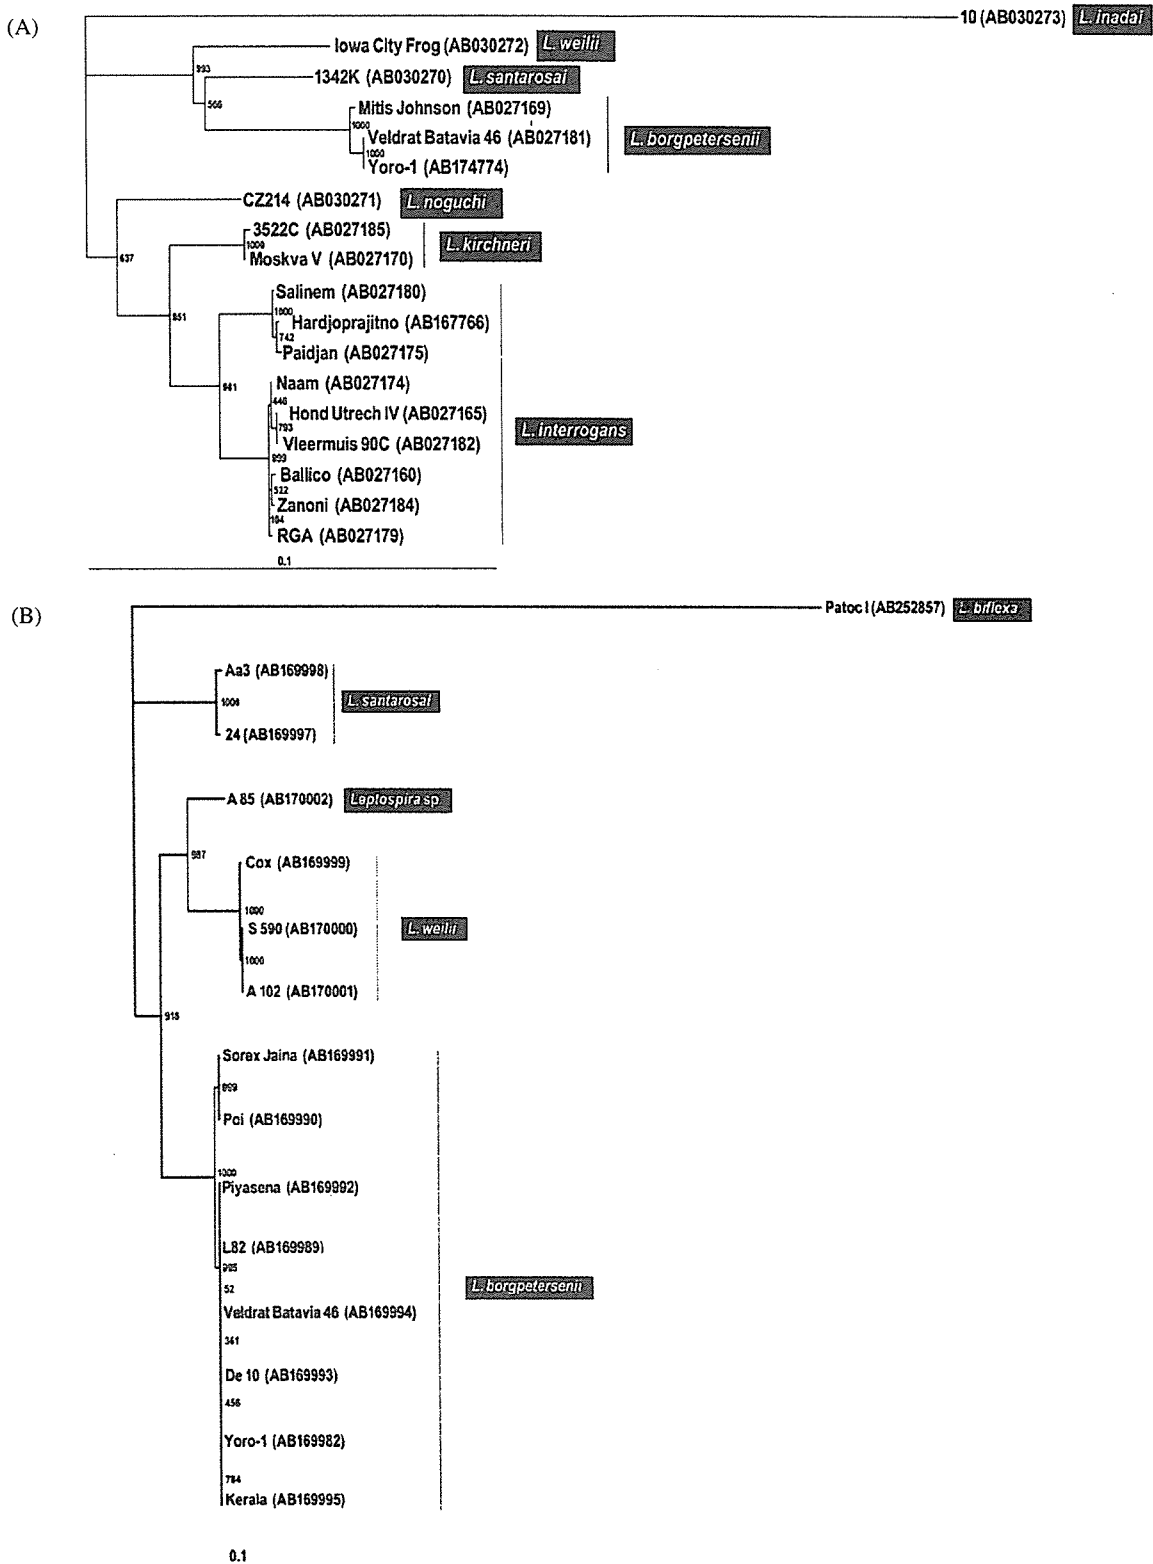 (A)
10 (AB030273) L. inadai
Iowa City Frog (AB030272) L. weilii
993
1342K (AB030270) L. santarosai
566
Mitis Johnson (AB027169)
1000
Veldrat Batavia 46 (AB027181) L. borgpetersenii
1000
Yoro-1 (AB174774)
CZ214 (AB030271) L. noguchi
3522C (AB027185)
1000 L. kirchneri
637
Moskva V (AB027170)
Salinem (AB027180)
1000
851
Hardjoprajitno (AB167766)
742
Paidjan (AB027175)
Naam (AB027174)
446
Hond Utrech IV (AB027165)
793 L. interrogans
Vleermuis 90C (AB027182)
999
Ballico (AB027160)
522
Zanoni (AB027184)
RGA (AB027179)
0.1
(B)
Patoc I (AB252857) L. biflexa
Aa3 (AB169998)
L. santarosai
24 (AB169997)
A 85 (AB170002) Leptospira sp
987
Cox (AB169999)
1000
S 590 (AB170000) L. weilii
1000
A 102 (AB170001)
915
Sorex Jaina (AB169991)
899
Poi (AB169990)
1000
Piyasena (AB169992)
L82 (AB169989)
995
L. borgpetersenii
52
Veldrat Batavia 46 (AB169994)
341
De 10 (AB169993)
456
Yoro-1 (AB169982)
784
Kerala (AB169995)
0.1